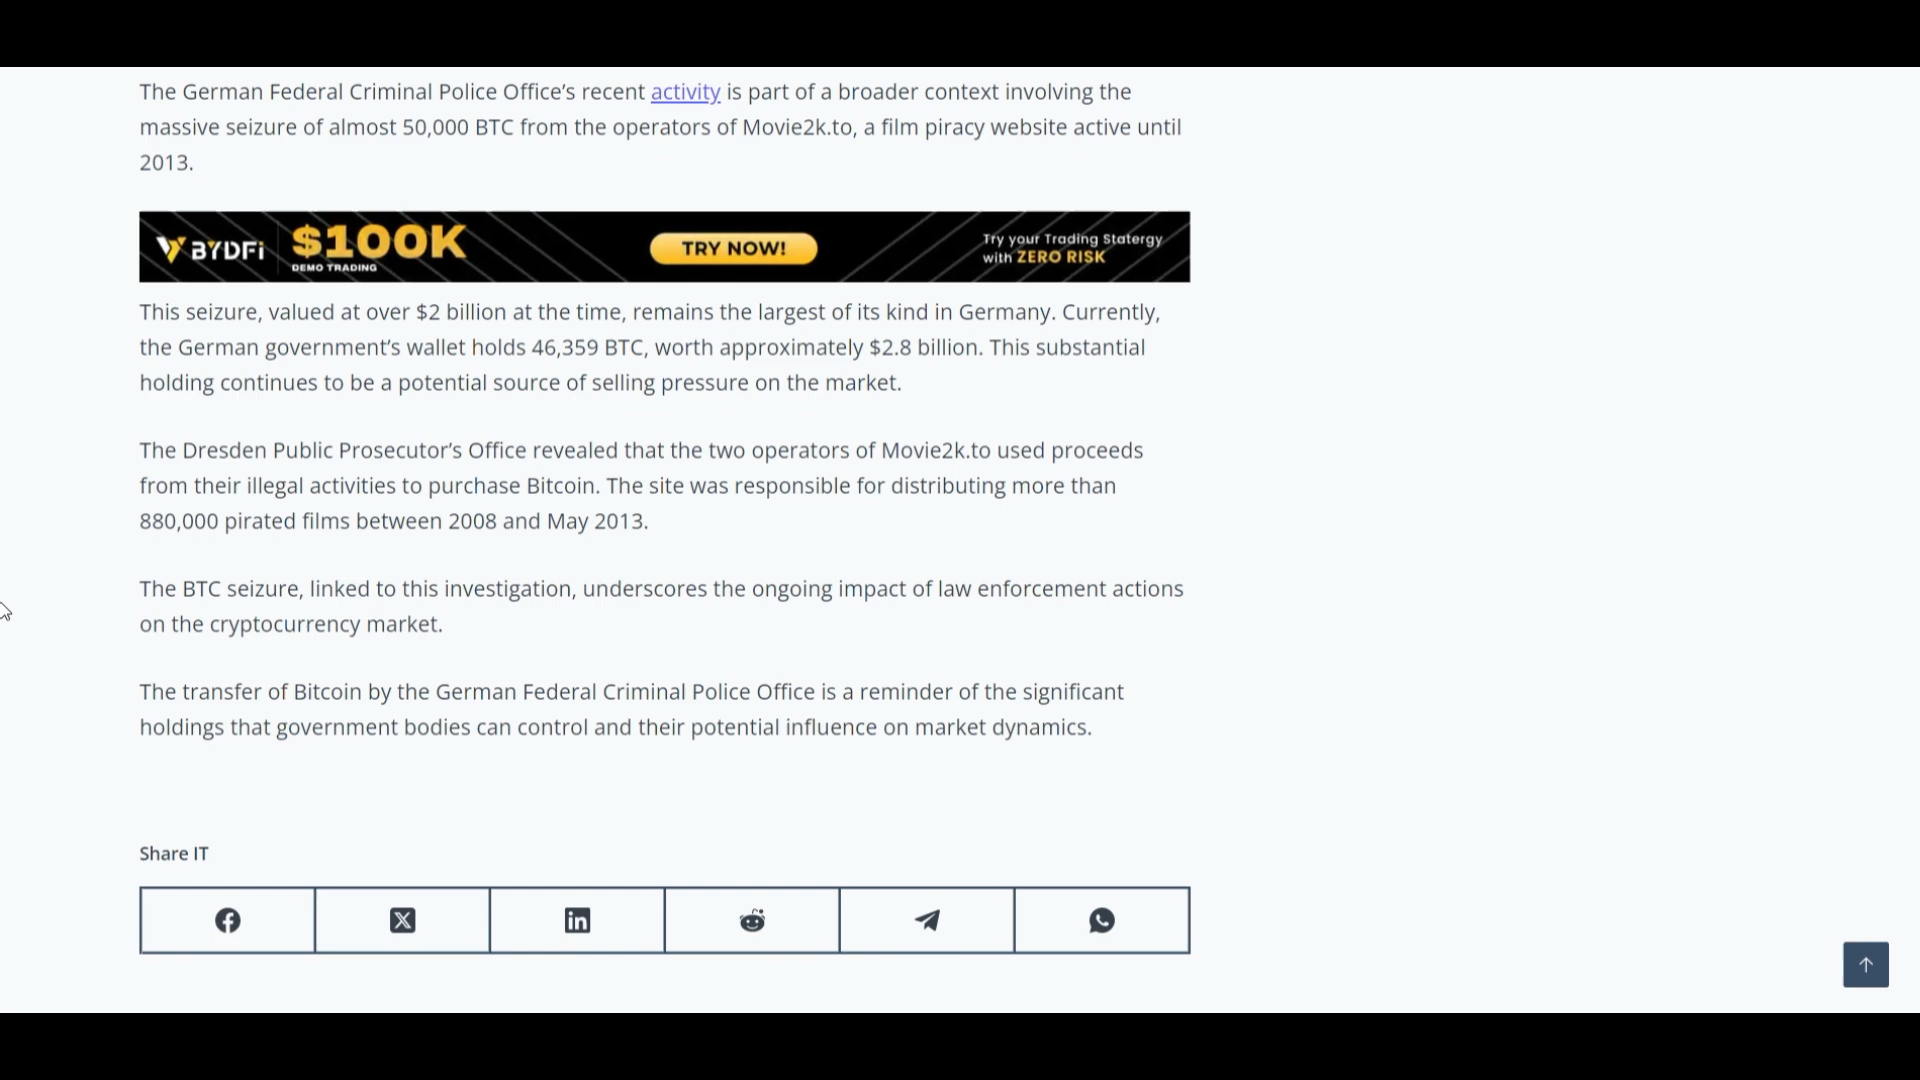 The German Federal Criminal Police Office’s recent activity is part of a broader context involving the
massive seizure of almost 50,000 BTC from the operators of Movie2k.to, a film piracy website active until
2013.
BYDFi
$100K
DEMO TRADING
TRY NOW!
Try your Trading Statergy
with ZERO RISK
This seizure, valued at over $2 billion at the time, remains the largest of its kind in Germany. Currently,
the German government’s wallet holds 46,359 BTC, worth approximately $2.8 billion. This substantial
holding continues to be a potential source of selling pressure on the market.
The Dresden Public Prosecutor’s Office revealed that the two operators of Movie2k.to used proceeds
from their illegal activities to purchase Bitcoin. The site was responsible for distributing more than
880,000 pirated films between 2008 and May 2013.
The BTC seizure, linked to this investigation, underscores the ongoing impact of law enforcement actions
on the cryptocurrency market.
The transfer of Bitcoin by the German Federal Criminal Police Office is a reminder of the significant
holdings that government bodies can control and their potential influence on market dynamics.
Share IT